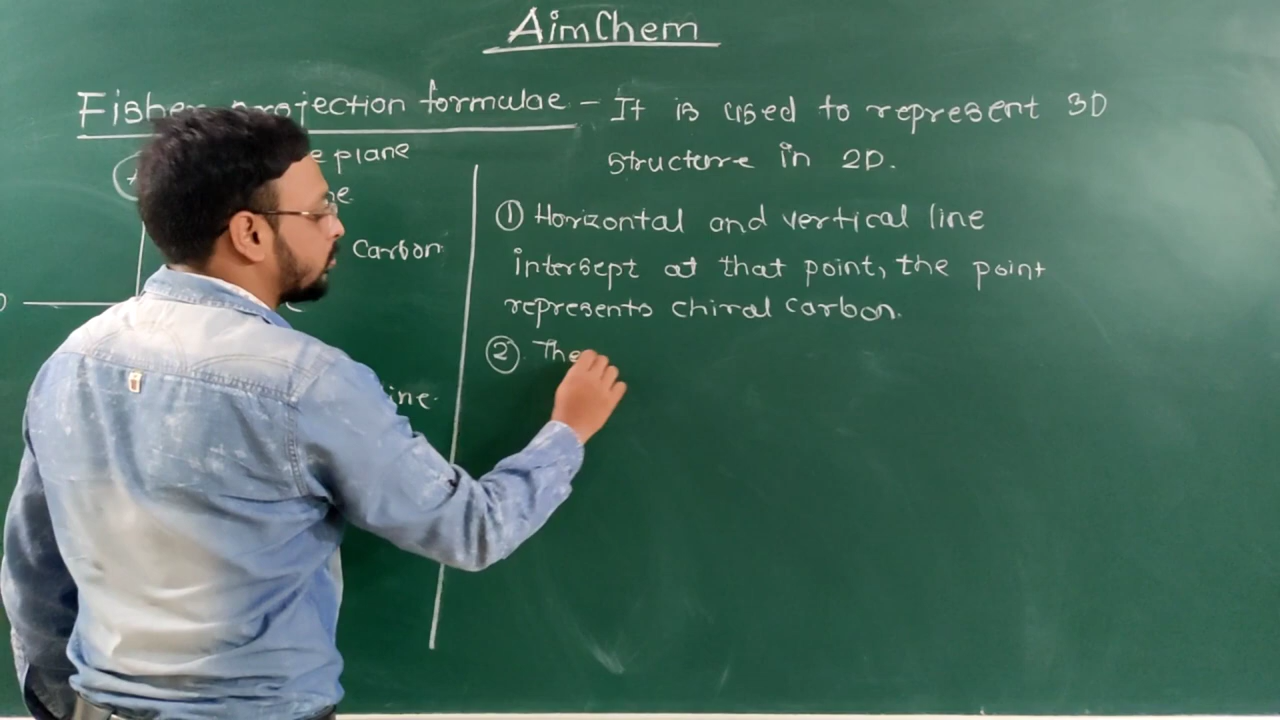 AimChem
Fisher projection formulae - It is used to represent 3D
structure in 2D.
plane
Carbon
① Horizontal and vertical line
intersept at that point, the point
represents chiral carbon.
② The